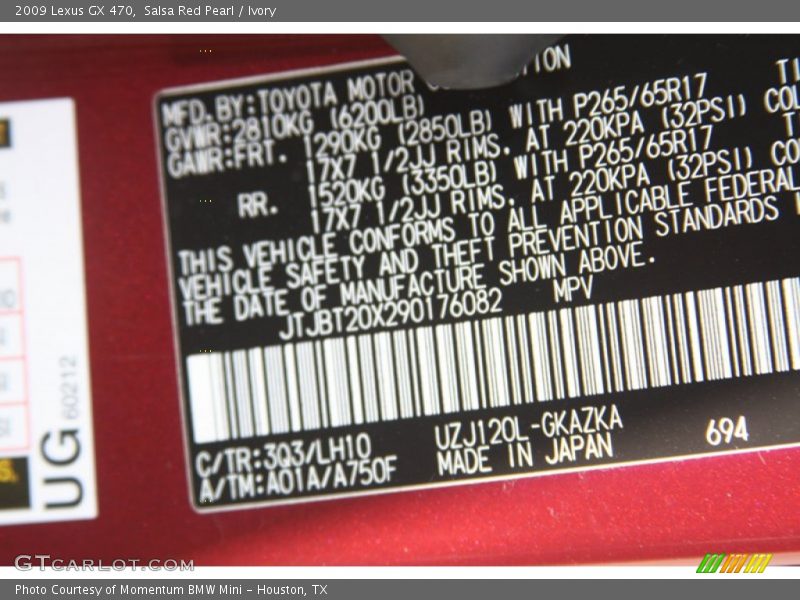 2009 Lexus GX 470, Salsa Red Pearl / Ivory
MFD. BY: TOYOTA MOTOR
GVWR: 2810KG (6200LB)
GAWR: FRT. 1290KG (2850LB) WITH P265/65R17
17X7 1/2JJ RIMS, AT 220KPA (32PSI)
RR. 1520KG (3350LB) WITH P265/65R17
17X7 1/2JJ RIMS, AT 220KPA (32PSI)
THIS VEHICLE CONFORMS TO ALL APPLICABLE FEDERAL
VEHICLE SAFETY AND THEFT PREVENTION STANDARDS
THE DATE OF MANUFACTURE SHOWN ABOVE.
JTJBT20X290176082 MPV
C/TR: 3Q3/LH10 UZJ120L-GKAZKA 694
A/TM: A01A/A750F MADE IN JAPAN
UG 60212
GTcarlot.com
Photo Courtesy of Momentum BMW Mini - Houston, TX